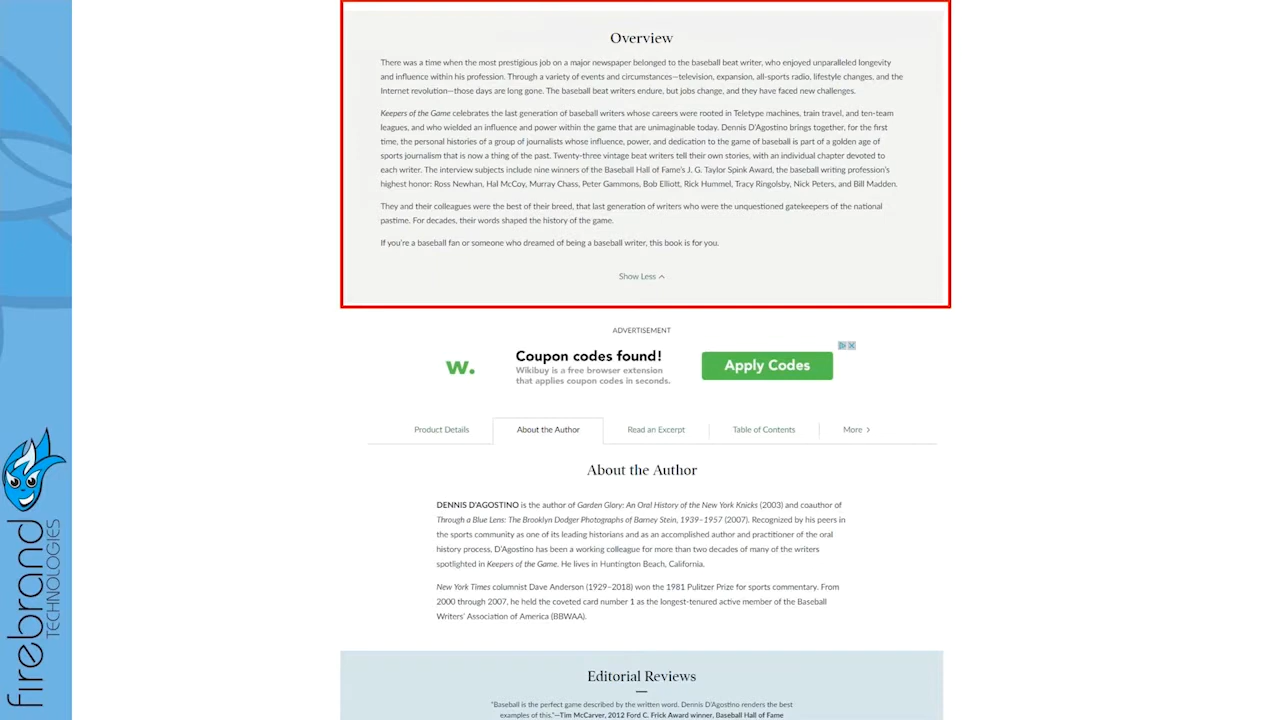 Overview
There was a time when the most prestigious job on a major newspaper belonged to the baseball beat writer, who enjoyed unparalleled longevity
and influence within his profession. Through a variety of events and circumstances—television, expansion, all-sports radio, lifestyle changes, and the
Internet revolution—those days are long gone. The baseball beat writers endure, but jobs change, and they have faced new challenges.
Keepers of the Game celebrates the last generation of baseball writers whose careers were rooted in Teletype machines, train travel, and ten-team
leagues, and who wielded an influence and power within the game that are unimaginable today. Dennis D'Agostino brings together, for the first
time, the personal histories of a group of journalists whose influence, power, and dedication to the game of baseball is part of a golden age of
sports journalism that is now a thing of the past. Twenty-three vintage beat writers tell their own stories, with an individual chapter devoted to
each writer. The interview subjects include nine winners of the Baseball Hall of Fame's J. G. Taylor Spink Award, the baseball writing profession's
highest honor: Ross Newhan, Hal McCoy, Murray Chass, Peter Gammons, Bob Elliott, Rick Hummel, Tracy Ringolsby, Nick Peters, and Bill Madden.
They and their colleagues were the best of their breed, that last generation of writers who were the unquestioned gatekeepers of the national
pastime. For decades, their words shaped the history of the game.
If you're a baseball fan or someone who dreamed of being a baseball writer, this book is for you.
Show Less
ADVERTISEMENT
w.
Coupon codes found!
Wikibuy is a free browser extension
that applies coupon codes in seconds.
Apply Codes
Product Details About the Author Read an Excerpt Table of Contents More
About the Author
DENNIS D'AGOSTINO is the author of Garden Glory: An Oral History of the New York Knicks (2003) and coauthor of
Through a Blue Lens: The Brooklyn Dodger Photographs of Barney Stein, 1939–1957 (2007). Recognized by his peers in
the sports community as one of its leading historians and as an accomplished author and practitioner of the oral
history process, D'Agostino has been a working colleague for more than two decades of many of the writers
spotlighted in Keepers of the Game. He lives in Huntington Beach, California.
New York Times columnist Dave Anderson (1929–2018) won the 1981 Pulitzer Prize for sports commentary. From
2000 through 2007, he held the coveted card number 1 as the longest-tenured active member of the Baseball
Writers' Association of America (BBWAA).
Editorial Reviews
"Baseball is the perfect game described by the written word. Dennis D'Agostino renders the best
examples of this."—Tim McCarver, 2012 Ford C. Frick Award winner, Baseball Hall of Fame
firebrand
TECHNOLOGIES